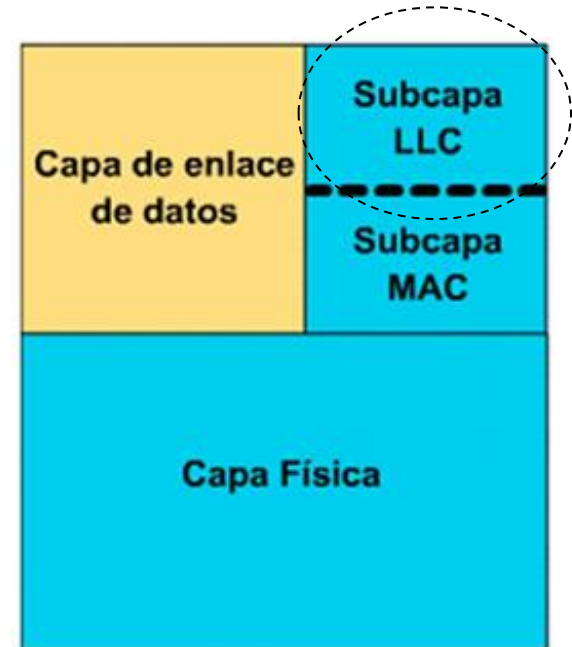 Capa de enlace
de datos
Subcapa
LLC
Subcapa
MAC
Capa Física